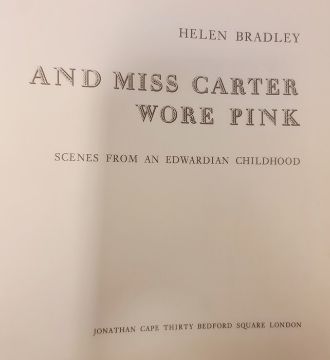 HELEN BRADLEY
AND MISS CARTER
WORE PINK
SCENES FROM AN EDWARDIAN CHILDHOOD
JONATHAN CAPE THIRTY BEDFORD SQUARE LONDON